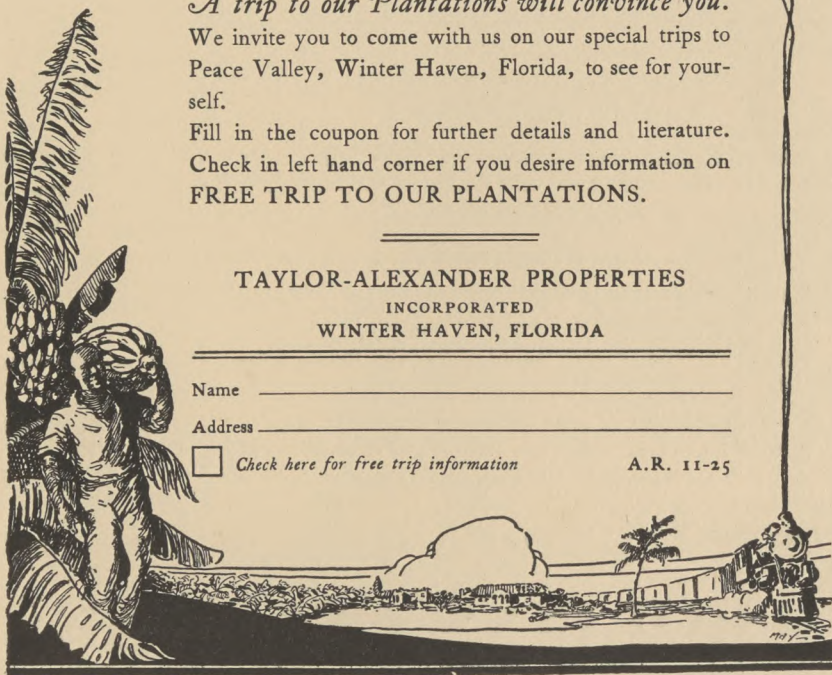 A trip to our Plantations will convince you.
We invite you to come with us on our special trips to
Peace Valley, Winter Haven, Florida, to see for your-
self.
Fill in the coupon for further details and literature.
Check in left hand corner if you desire information on
FREE TRIP TO OUR PLANTATIONS.
TAYLOR-ALEXANDER PROPERTIES
INCORPORATED
WINTER HAVEN, FLORIDA
Name
Address
Check here for free trip information A.R. 11-25
MAY